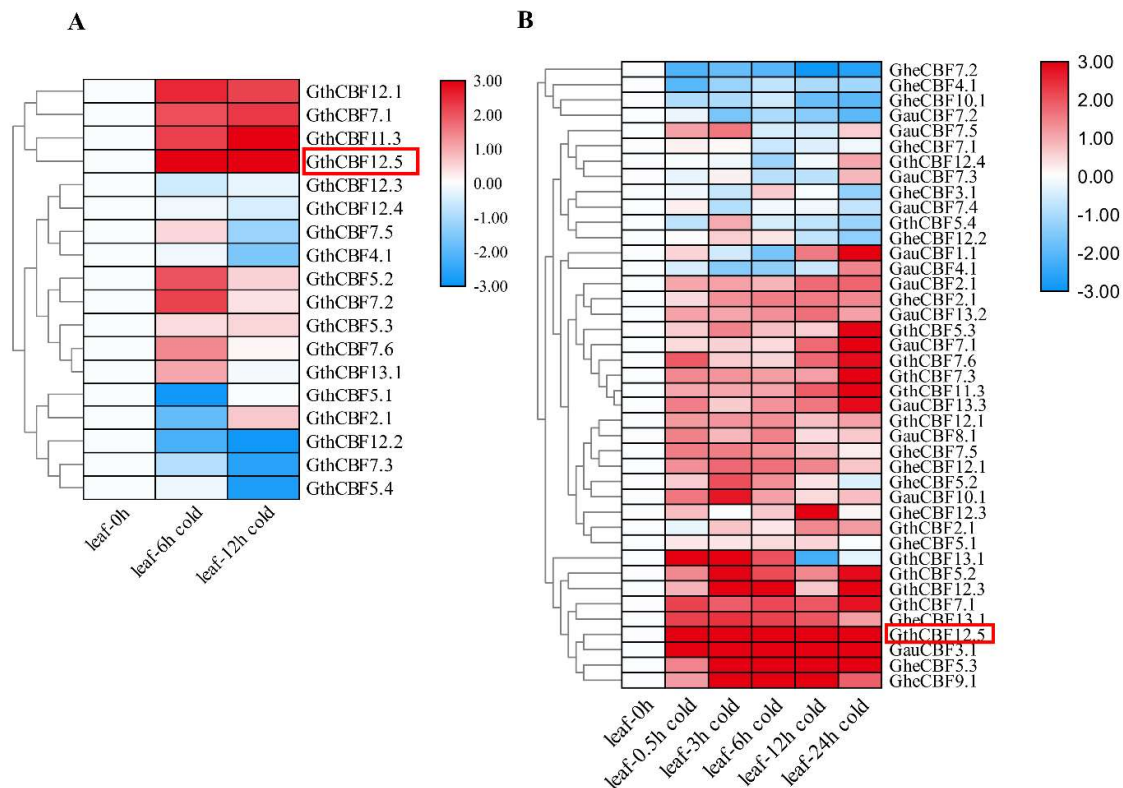 A
GthCBF12.1
GthCBF7.1
GthCBF11.3
GthCBF12.5
GthCBF12.3
GthCBF12.4
GthCBF7.5
GthCBF4.1
GthCBF5.2
GthCBF7.2
GthCBF5.3
GthCBF7.6
GthCBF13.1
GthCBF5.1
GthCBF2.1
GthCBF12.2
GthCBF7.3
GthCBF5.4
leaf-0h
leaf-6h cold
leaf-12h cold
3.00
2.00
1.00
0.00
-1.00
-2.00
-3.00
B
GheCBF7.2
GheCBF4.1
GheCBF10.1
GauCBF7.2
GauCBF7.5
GheCBF7.1
GthCBF12.4
GauCBF7.3
GheCBF3.1
GauCBF7.4
GthCBF5.4
GheCBF12.2
GauCBF1.1
GauCBF4.1
GauCBF2.1
GheCBF2.1
GauCBF13.2
GthCBF5.3
GauCBF7.1
GthCBF7.6
GthCBF7.3
GthCBF11.3
GauCBF13.3
GthCBF12.1
GauCBF8.1
GheCBF7.5
GheCBF12.1
GheCBF5.2
GauCBF10.1
GheCBF12.3
GthCBF2.1
GheCBF5.1
GthCBF13.1
GthCBF5.2
GthCBF12.3
GthCBF7.1
GheCBF13.1
GthCBF12.5
GauCBF3.1
GheCBF5.3
GheCBF9.1
leaf-0h
leaf-0.5h cold
leaf-3h cold
leaf-6h cold
leaf-12h cold
leaf-24h cold
3.00
2.00
1.00
0.00
-1.00
-2.00
-3.00